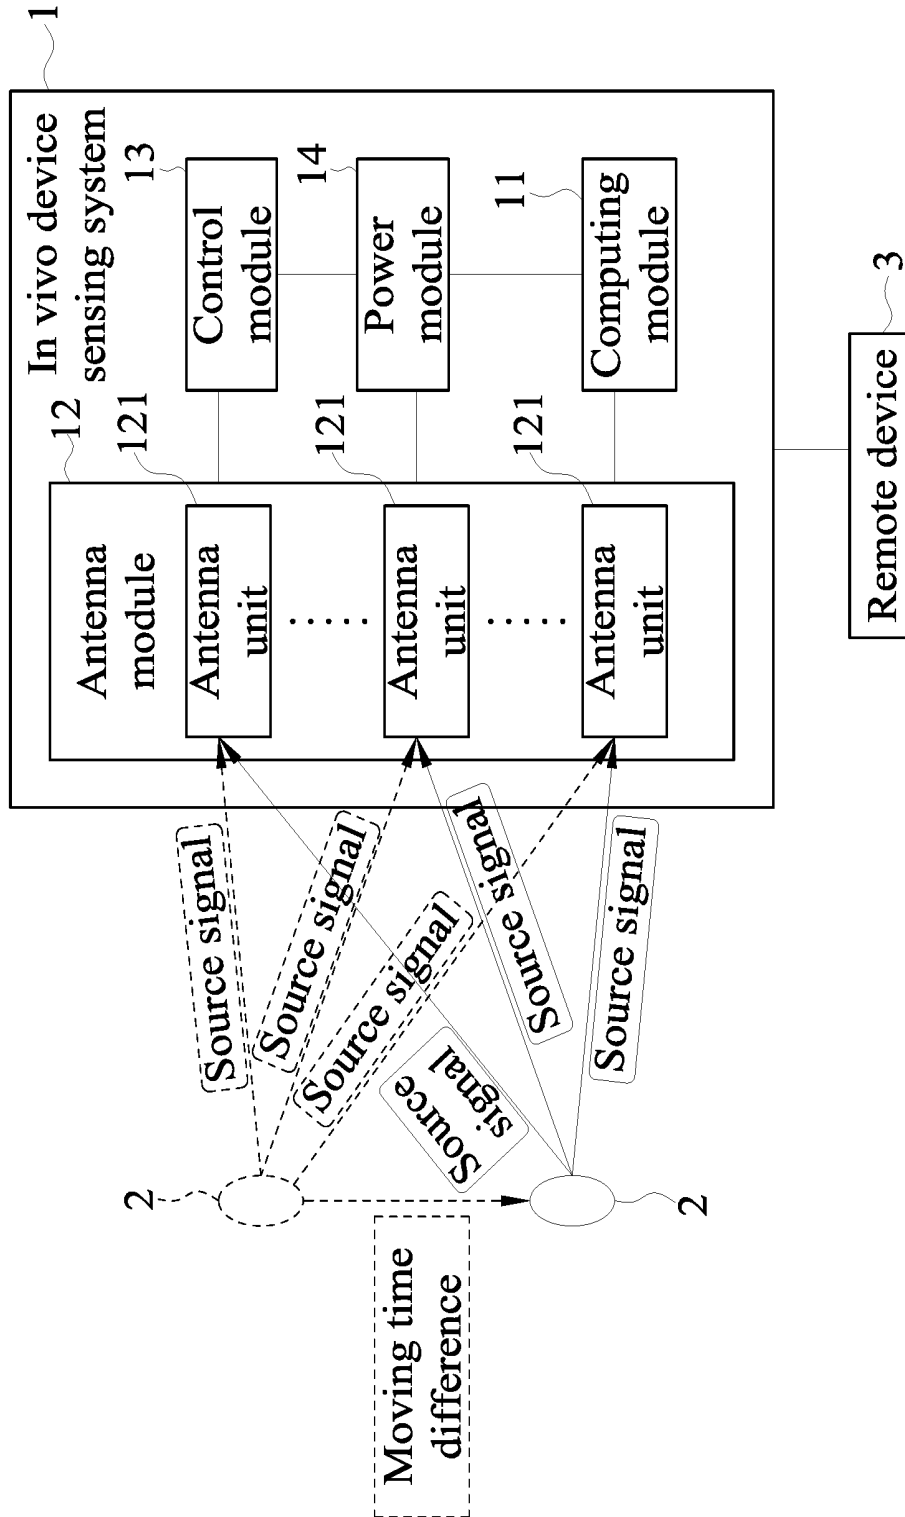 1
In vivo device
sensing system
12
Antenna
module
121
Antenna
unit
.....
121
Antenna
unit
.....
121
Antenna
unit
13
Control
module
14
Power
module
11
Computing
module
Source signal
Source signal
Source signal
Source
signal
Source signal
Source signal
2
2
Moving time
difference
Remote device
3